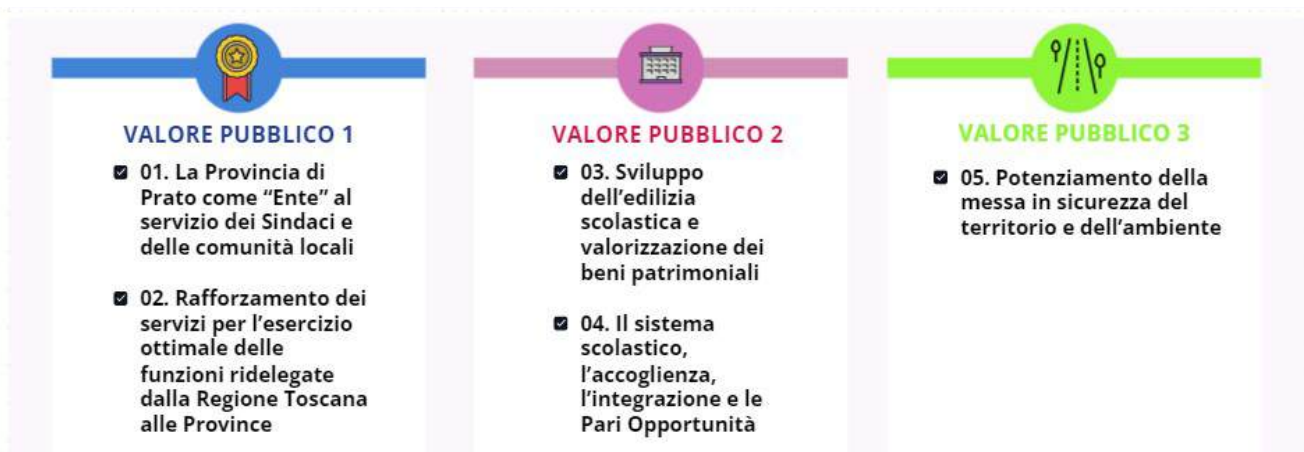 VALORE PUBBLICO 1
01. La Provincia di
Prato come “Ente” al
servizio dei Sindaci e
delle comunità locali
02. Rafforzamento dei
servizi per l’esercizio
ottimale delle
funzioni ridelegate
dalla Regione Toscana
alle Province
VALORE PUBBLICO 2
03. Sviluppo
dell’edilizia
scolastica e
valorizzazione dei
beni patrimoniali
04. Il sistema
scolastico,
l’accoglienza,
l’integrazione e le
Pari Opportunità
VALORE PUBBLICO 3
05. Potenziamento della
messa in sicurezza del
territorio e dell’ambiente